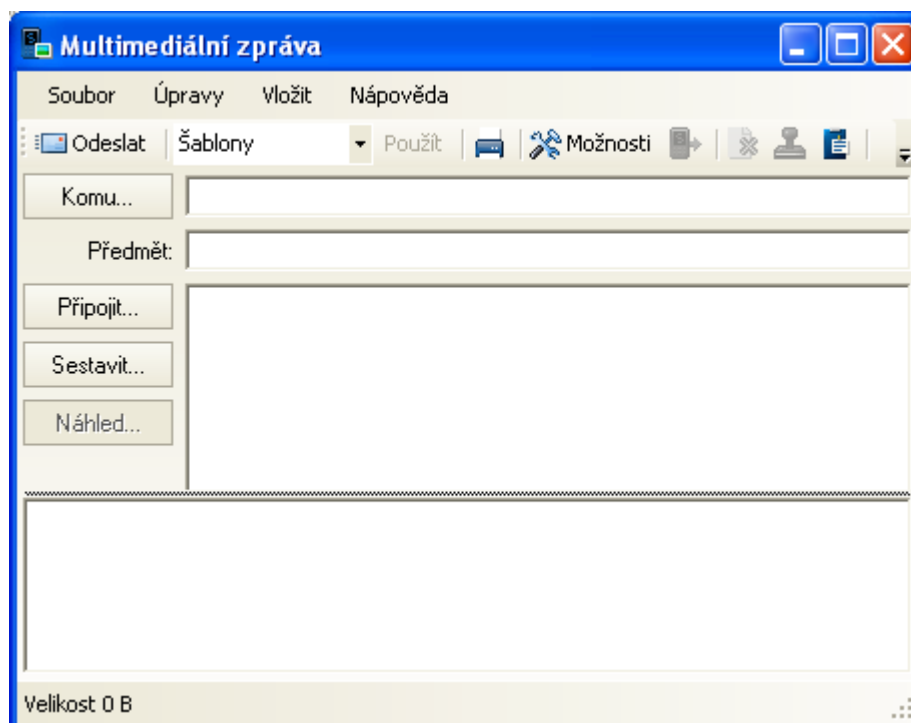 Multimediální zpráva
Soubor Úpravy Vložit Nápověda
Odeslat Šablony Použít Možnosti
Komu...
Předmět:
Připojit...
Sestavit...
Náhled...
Velikost 0 B